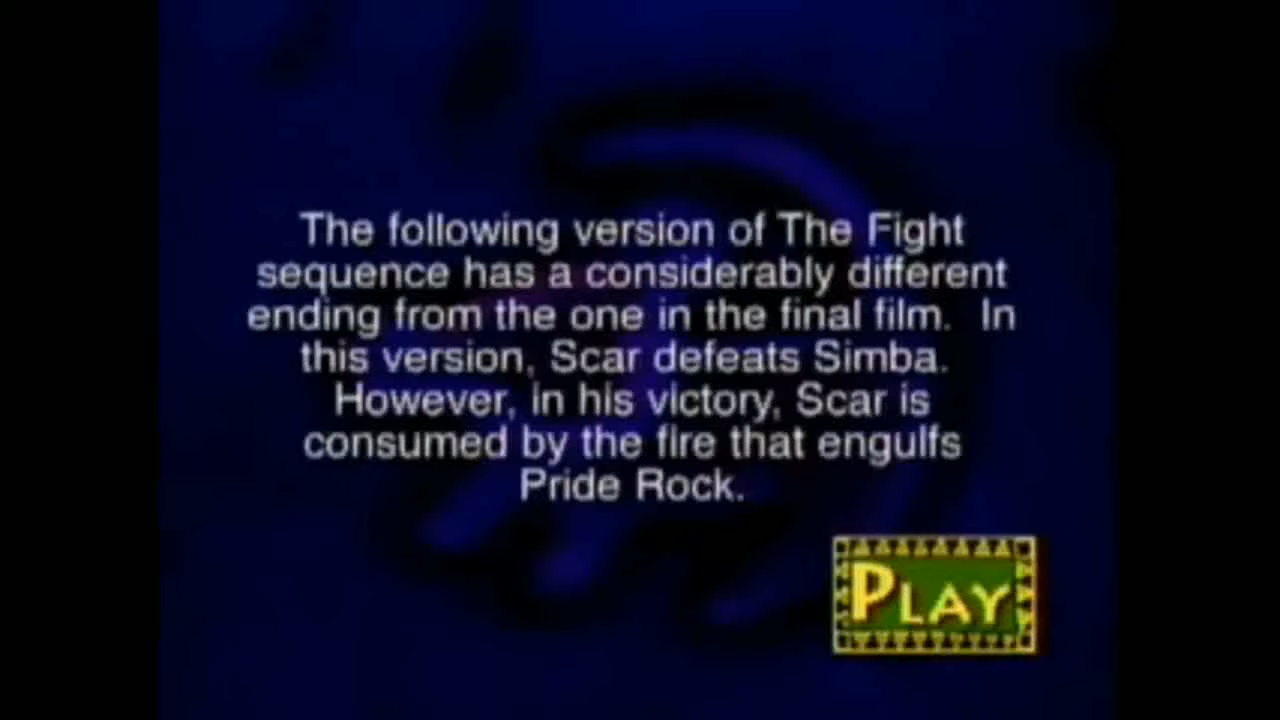 The following version of The Fight
sequence has a considerably different
ending from the one in the final film.  In
this version, Scar defeats Simba.
However, in his victory, Scar is
consumed by the fire that engulfs
Pride Rock.
PLAY